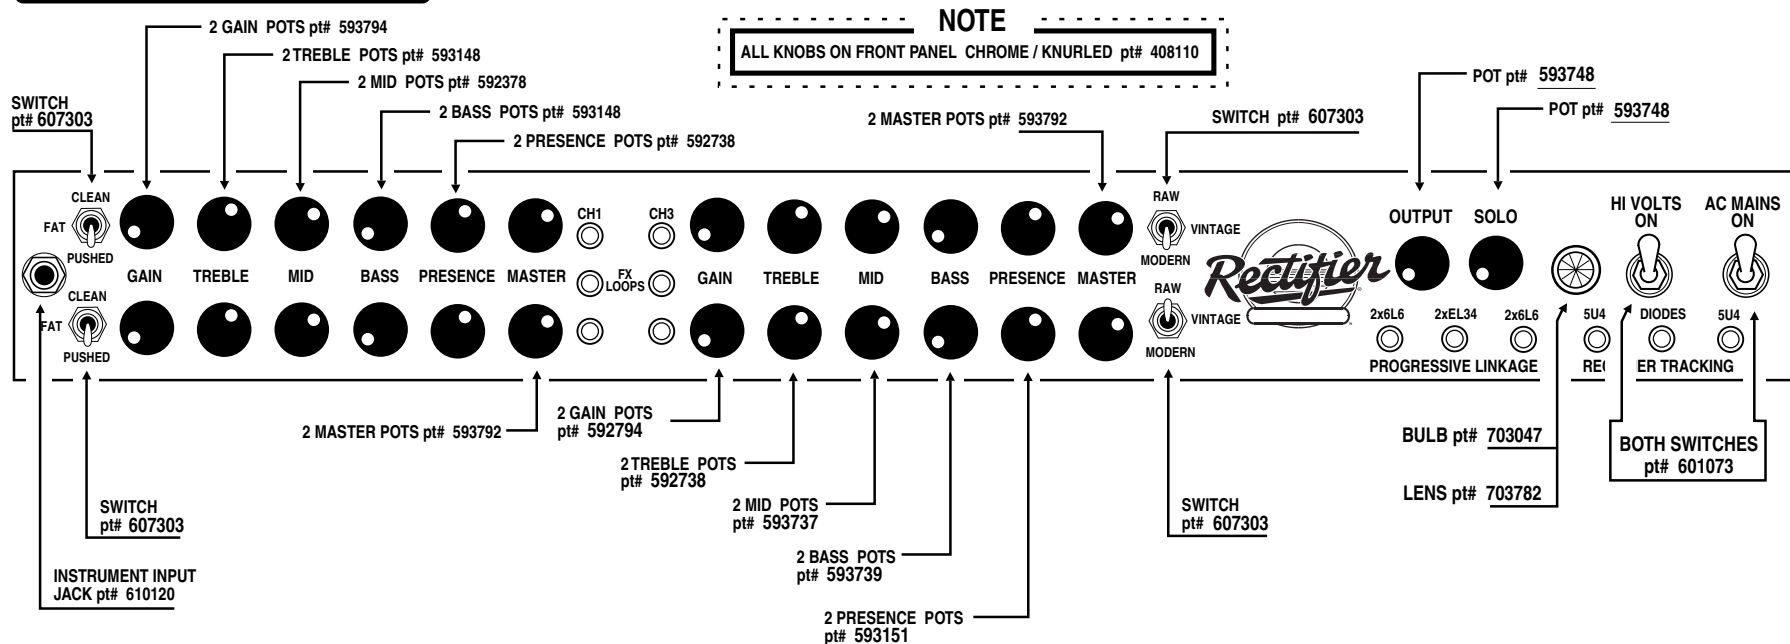 NOTE
ALL KNOBS ON FRONT PANEL CHROME / KNURLED pt# 408110
2 GAIN POTS pt# 593794
2 TREBLE POTS pt# 593148
2 MID POTS pt# 592378
2 BASS POTS pt# 593148
2 PRESENCE POTS pt# 592738
SWITCH
pt# 607303
2 MASTER POTS pt# 593792
SWITCH pt# 607303
POT pt# 593748
POT pt# 593748
CLEAN
FAT
PUSHED
CH1
CH3
RAW
VINTAGE
MODERN
OUTPUT
SOLO
HI VOLTS
ON
AC MAINS
ON
GAIN TREBLE MID BASS PRESENCE MASTER
FX
LOOPS
GAIN TREBLE MID BASS PRESENCE MASTER
Rectifier
CLEAN
FAT
PUSHED
RAW
VINTAGE
MODERN
2x6L6 2xEL34 2x6L6 5U4 DIODES 5U4
PROGRESSIVE LINKAGE
REC ER TRACKING
2 MASTER POTS pt# 593792
2 GAIN POTS
pt# 592794
2 TREBLE POTS
pt# 592738
2 MID POTS
pt# 593737
2 BASS POTS
pt# 593739
2 PRESENCE POTS
pt# 593151
SWITCH
pt# 607303
INSTRUMENT INPUT
JACK pt# 610120
SWITCH
pt# 607303
BULB pt# 703047
LENS pt# 703782
BOTH SWITCHES
pt# 601073